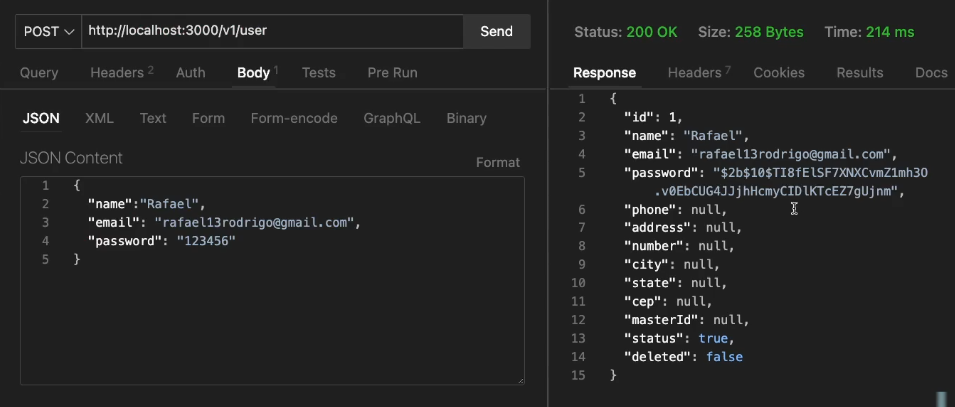 POST http://localhost:3000/v1/user Send
Query Headers 2 Auth Body 1 Tests Pre Run
JSON XML Text Form Form-encode GraphQL Binary
JSON Content Format
1 {
2 "name":"Rafael",
3 "email": "rafael13rodrigo@gmail.com",
4 "password": "123456"
5 }
Status: 200 OK Size: 258 Bytes Time: 214 ms
Response Headers 7 Cookies Results Docs
1 {
2 "id": 1,
3 "name": "Rafael",
4 "email": "rafael13rodrigo@gmail.com",
5 "password": "$2b$10$TI8fElSF7XNXCvmZ1mh3O
.v0EbCUG4JJjhHcmyCIDlKTcEZ7gUjnm",
6 "phone": null,
7 "address": null,
8 "number": null,
9 "city": null,
10 "state": null,
11 "cep": null,
12 "masterId": null,
13 "status": true,
14 "deleted": false
15 }